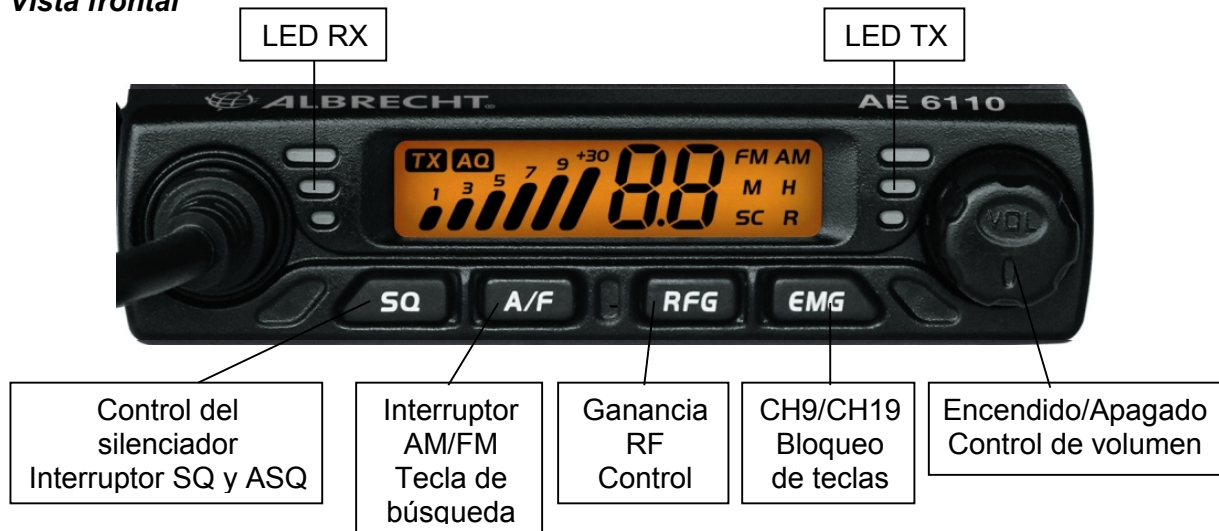 Vista frontal
LED RX
LED TX
ALBRECHT®
AE 6110
TX AQ
1 3 5 7 9 +30
8.8
FM AM
M H
SC R
VOL
SQ
A/F
RFG
EMG
Control del
silenciador
Interruptor SQ y ASQ
Interruptor
AM/FM
Tecla de
búsqueda
Ganancia
RF
Control
CH9/CH19
Bloqueo
de teclas
Encendido/Apagado
Control de volumen